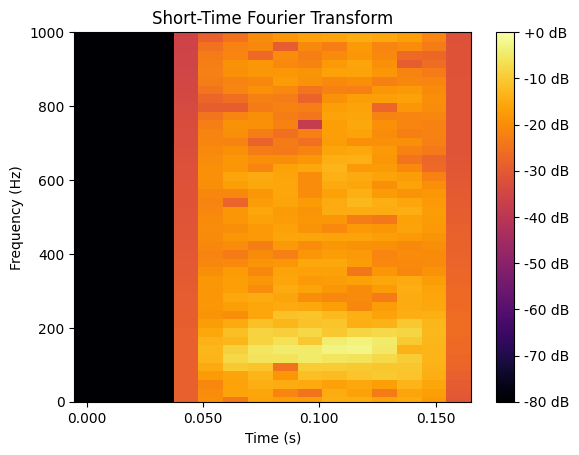 Short-Time Fourier Transform
1000
800
600
400
200
0
Frequency (Hz)
0.000
0.050
0.100
0.150
Time (s)
+0 dB
-10 dB
-20 dB
-30 dB
-40 dB
-50 dB
-60 dB
-70 dB
-80 dB